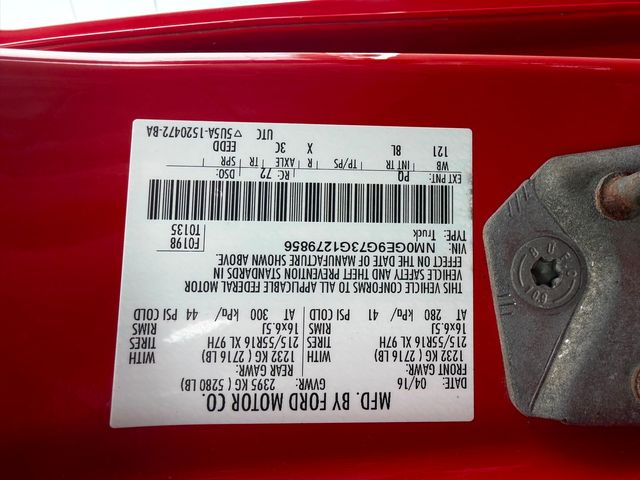 MFD. BY FORD MOTOR CO.
DATE: 04/16 GVWR: 2395 KG ( 5280 LB)
FRONT GAWR: REAR GAWR:
1232 KG ( 2716 LB) WITH 1232 KG ( 2716 LB) WITH
215/55R16 XL 97H TIRES 215/55R16 XL 97H TIRES
16x6.5J RIMS 16x6.5J RIMS
AT 280 kPa/ 41 PSI COLD AT 300 kPa/ 44 PSI COLD
THIS VEHICLE CONFORMS TO ALL APPLICABLE FEDERAL MOTOR
VEHICLE SAFETY AND THEFT PREVENTION STANDARDS IN
EFFECT ON THE DATE OF MANUFACTURE SHOWN ABOVE.
VIN: NM0GE9G73G1279856 F0198
TYPE: Truck T0135
EXT PNT: PQ RC: 72 DSO:
WB INT TR TP/PS R AXLE TR SPR
121 8L X 3C EEDD
UTC
▽5U5A-1520472-BA